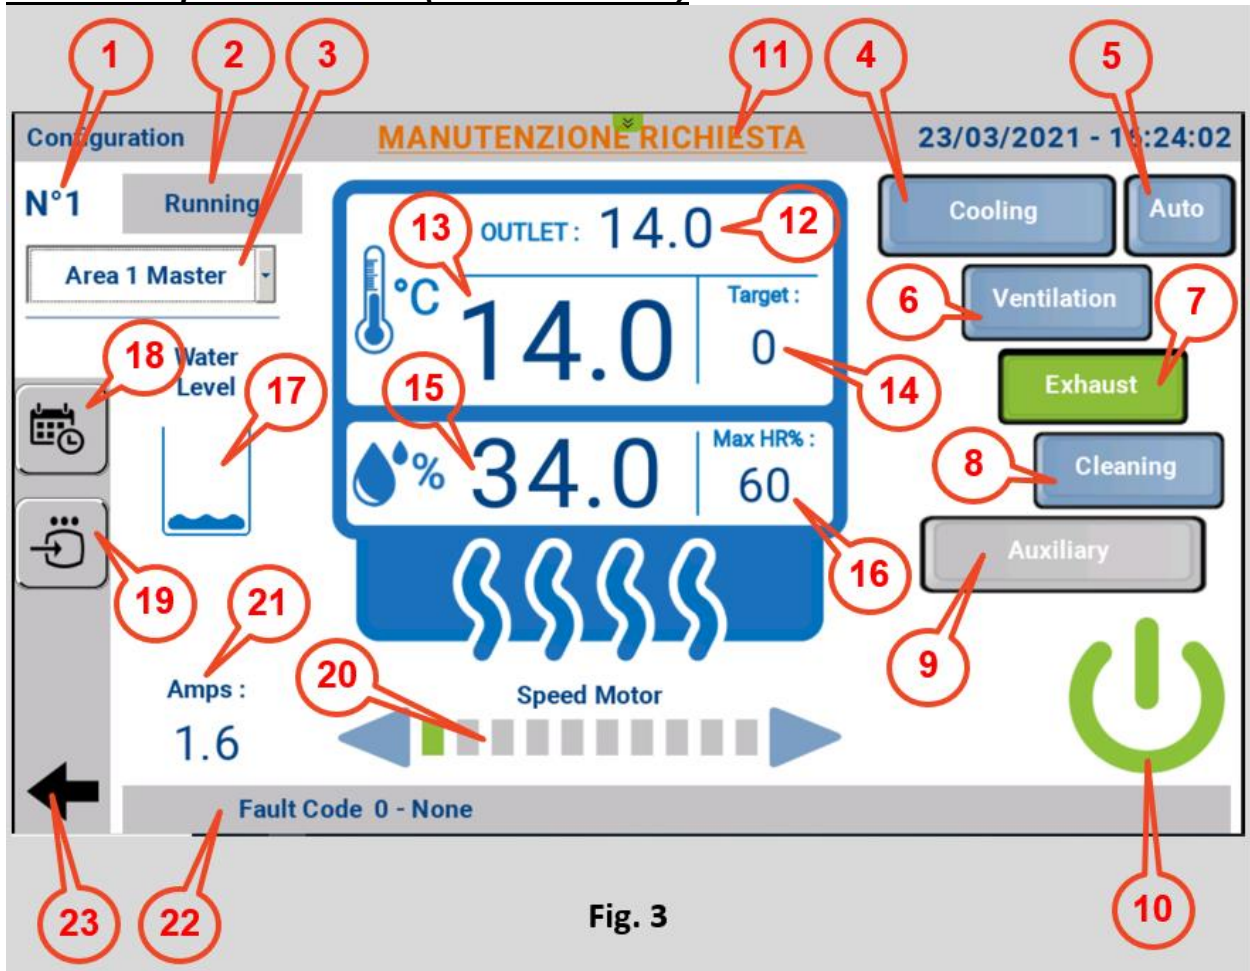 1 2 3 11 4 5
Configuration MANUTENZIONE RICHIESTA 23/03/2021 - 16:24:02
N°1 Running Cooling Auto
13 OUTLET : 14.0 12
Area 1 Master
°C 14.0 Target : 0
6 Ventilation 7
18 Water Level 17
15 14 Exhaust
% 34.0 Max HR% : 60
8 Cleaning
16 Auxiliary
19 21
9
20
Amps : Speed Motor
1.6
Fault Code 0 - None
23 22 Fig. 3 10